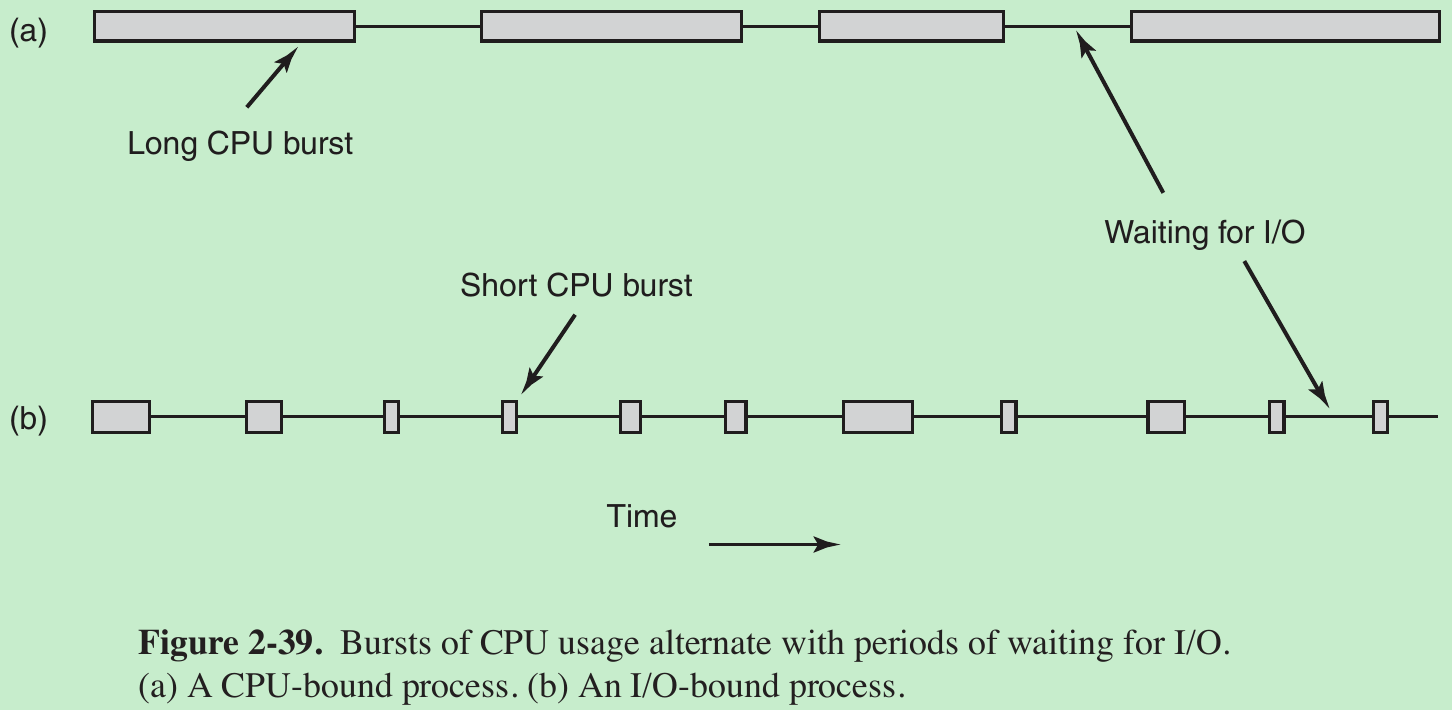 (a)
Long CPU burst
Waiting for I/O
Short CPU burst
(b)
Time
Figure 2-39. Bursts of CPU usage alternate with periods of waiting for I/O.
(a) A CPU-bound process. (b) An I/O-bound process.